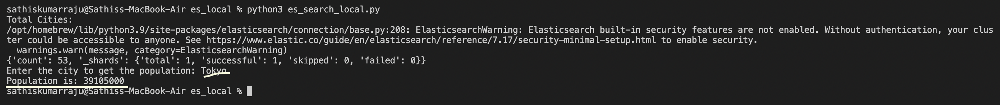 sathiskumarraju@Sathiss-MacBook-Air es_local % python3 es_search_local.py
Total Cities:
/opt/homebrew/lib/python3.9/site-packages/elasticsearch/connection/base.py:208: ElasticsearchWarning: Elasticsearch built-in security features are not enabled. Without authentication, your clus
ter could be accessible to anyone. See https://www.elastic.co/guide/en/elasticsearch/reference/7.17/security-minimal-setup.html to enable security.
  warnings.warn(message, category=ElasticsearchWarning)
{'count': 53, '_shards': {'total': 1, 'successful': 1, 'skipped': 0, 'failed': 0}}
Enter the city to get the population: Tokyo
Population is: 39105000
sathiskumarraju@Sathiss-MacBook-Air es_local %